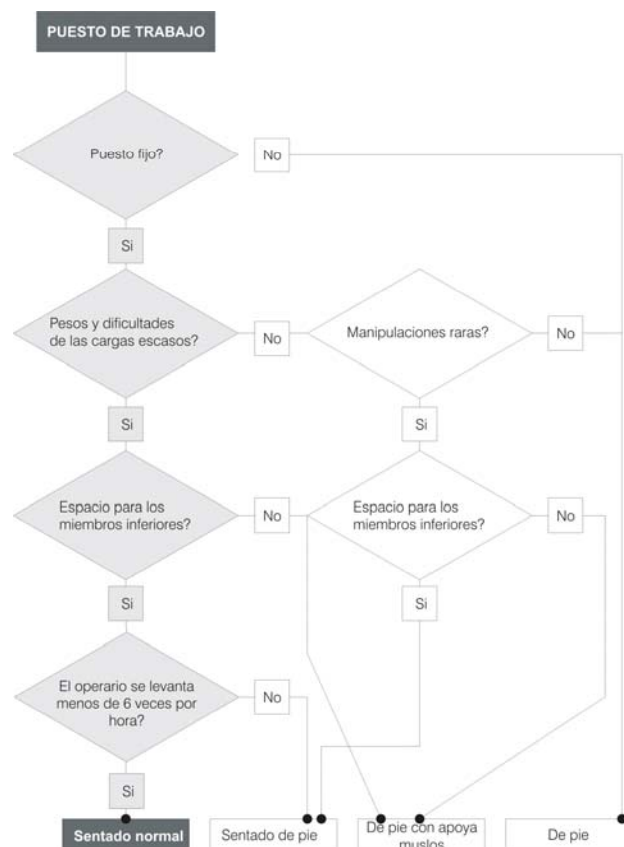 PUESTO DE TRABAJO
Puesto fijo?
No
Si
Pesos y dificultades
de las cargas escasos?
No
Manipulaciones raras?
No
Si
Si
Espacio para los
miembros inferiores?
No
Espacio para los
miembros inferiores?
No
Si
Si
El operario se levanta
menos de 6 veces por
hora?
No
Si
Sentado normal
Sentado de pie
De pie con apoya
muslos
De pie